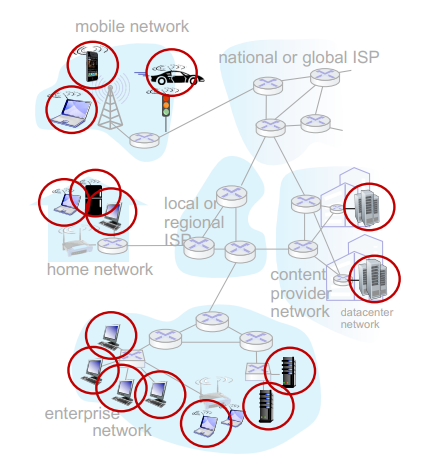 mobile network
national or global ISP
local or
regional
ISP
home network
content
provider
network
datacenter
network
enterprise
network